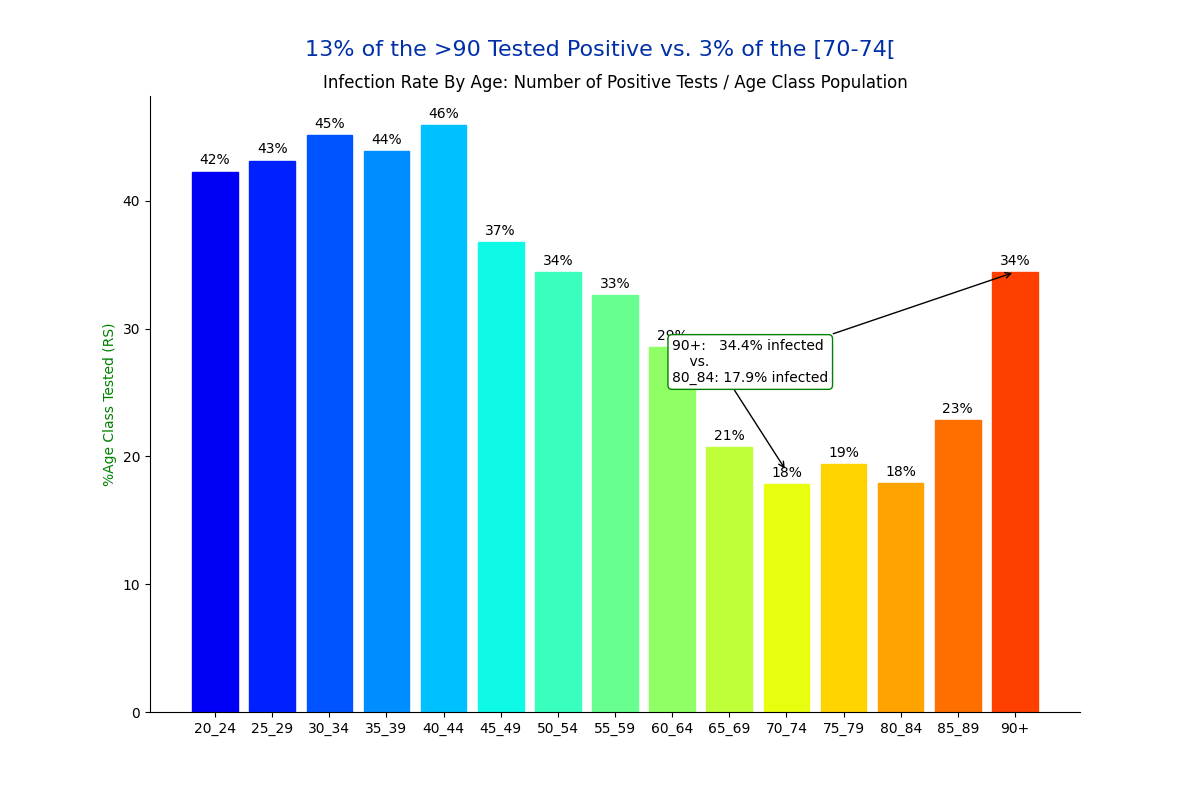 13% of the >90 Tested Positive vs. 3% of the [70-74[
Infection Rate By Age: Number of Positive Tests / Age Class Population
%Age Class Tested (RS)
40
30
20
10
0
42%
43%
45%
44%
46%
37%
34%
33%
29%
21%
18%
19%
18%
23%
34%
90+: 34.4% infected
vs.
80_84: 17.9% infected
20_24 25_29 30_34 35_39 40_44 45_49 50_54 55_59 60_64 65_69 70_74 75_79 80_84 85_89 90+